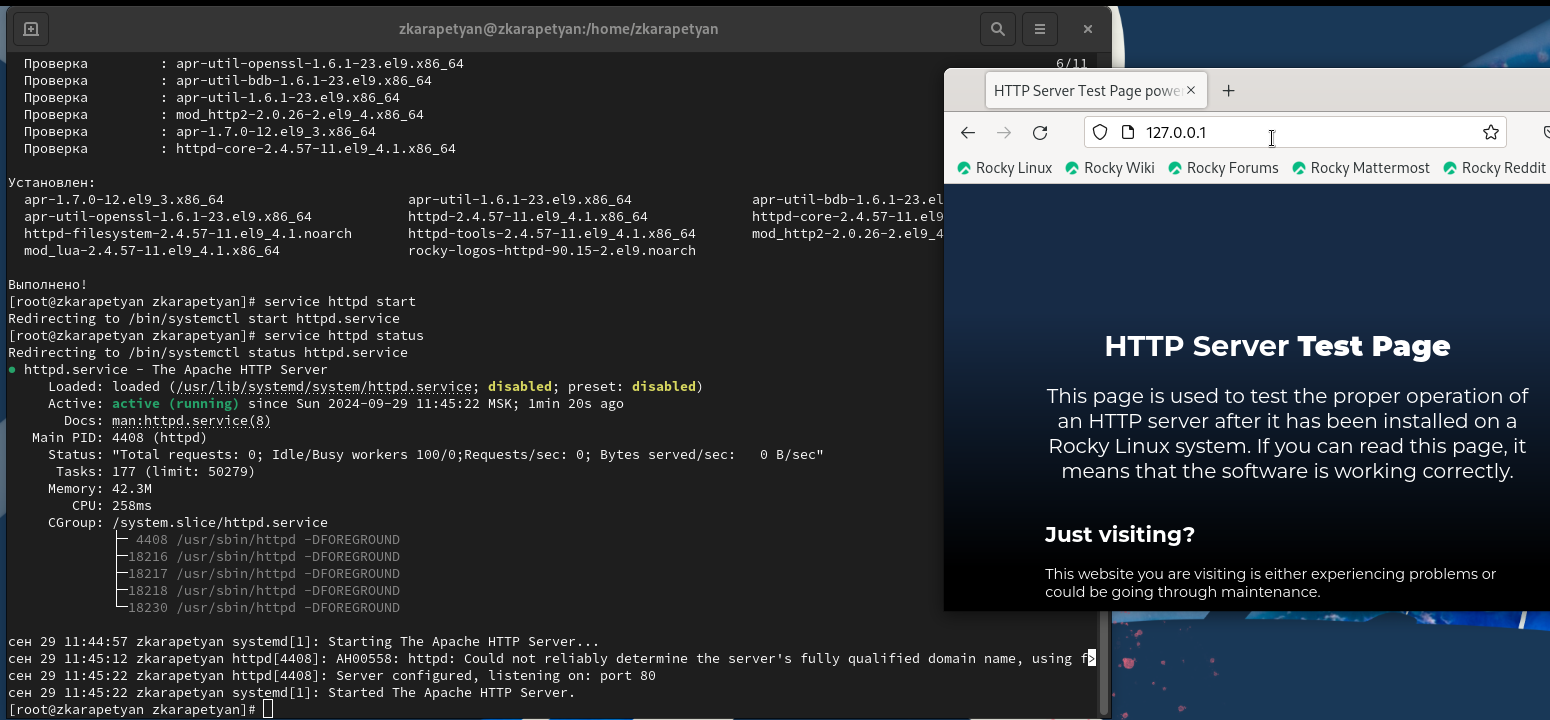 zkarapetyan@zkarapetyan:/home/zkarapetyan
Проверка : apr-util-openssl-1.6.1-23.el9.x86_64 6/11
Проверка : apr-util-bdb-1.6.1-23.el9.x86_64
Проверка : apr-util-1.6.1-23.el9.x86_64
Проверка : mod_http2-2.0.26-2.el9_4.x86_64
Проверка : apr-1.7.0-12.el9_3.x86_64
Проверка : httpd-core-2.4.57-11.el9_4.1.x86_64
Установлен:
apr-1.7.0-12.el9_3.x86_64 apr-util-1.6.1-23.el9.x86_64 apr-util-bdb-1.6.1-23.el
apr-util-openssl-1.6.1-23.el9.x86_64 httpd-2.4.57-11.el9_4.1.x86_64 httpd-core-2.4.57-11.el9
httpd-filesystem-2.4.57-11.el9_4.1.noarch httpd-tools-2.4.57-11.el9_4.1.x86_64 mod_http2-2.0.26-2.el9_4
mod_lua-2.4.57-11.el9_4.1.x86_64 rocky-logos-httpd-90.15-2.el9.noarch
Выполнено!
[root@zkarapetyan zkarapetyan]# service httpd start
Redirecting to /bin/systemctl start httpd.service
[root@zkarapetyan zkarapetyan]# service httpd status
Redirecting to /bin/systemctl status httpd.service
● httpd.service - The Apache HTTP Server
Loaded: loaded (/usr/lib/systemd/system/httpd.service; disabled; preset: disabled)
Active: active (running) since Sun 2024-09-29 11:45:22 MSK; 1min 20s ago
Docs: man:httpd.service(8)
Main PID: 4408 (httpd)
Status: "Total requests: 0; Idle/Busy workers 100/0;Requests/sec: 0; Bytes served/sec:   0 B/sec"
Tasks: 177 (limit: 50279)
Memory: 42.3M
CPU: 258ms
CGroup: /system.slice/httpd.service
├─ 4408 /usr/sbin/httpd -DFOREGROUND
├─18216 /usr/sbin/httpd -DFOREGROUND
├─18217 /usr/sbin/httpd -DFOREGROUND
├─18218 /usr/sbin/httpd -DFOREGROUND
└─18230 /usr/sbin/httpd -DFOREGROUND
сен 29 11:44:57 zkarapetyan systemd[1]: Starting The Apache HTTP Server...
сен 29 11:45:12 zkarapetyan httpd[4408]: AH00558: httpd: Could not reliably determine the server's fully qualified domain name, using f>
сен 29 11:45:22 zkarapetyan httpd[4408]: Server configured, listening on: port 80
сен 29 11:45:22 zkarapetyan systemd[1]: Started The Apache HTTP Server.
[root@zkarapetyan zkarapetyan]#
HTTP Server Test Page powe
127.0.0.1
Rocky Linux Rocky Wiki Rocky Forums Rocky Mattermost Rocky Reddit
HTTP Server Test Page
This page is used to test the proper operation of
an HTTP server after it has been installed on a
Rocky Linux system. If you can read this page, it
means that the software is working correctly.
Just visiting?
This website you are visiting is either experiencing problems or
could be going through maintenance.